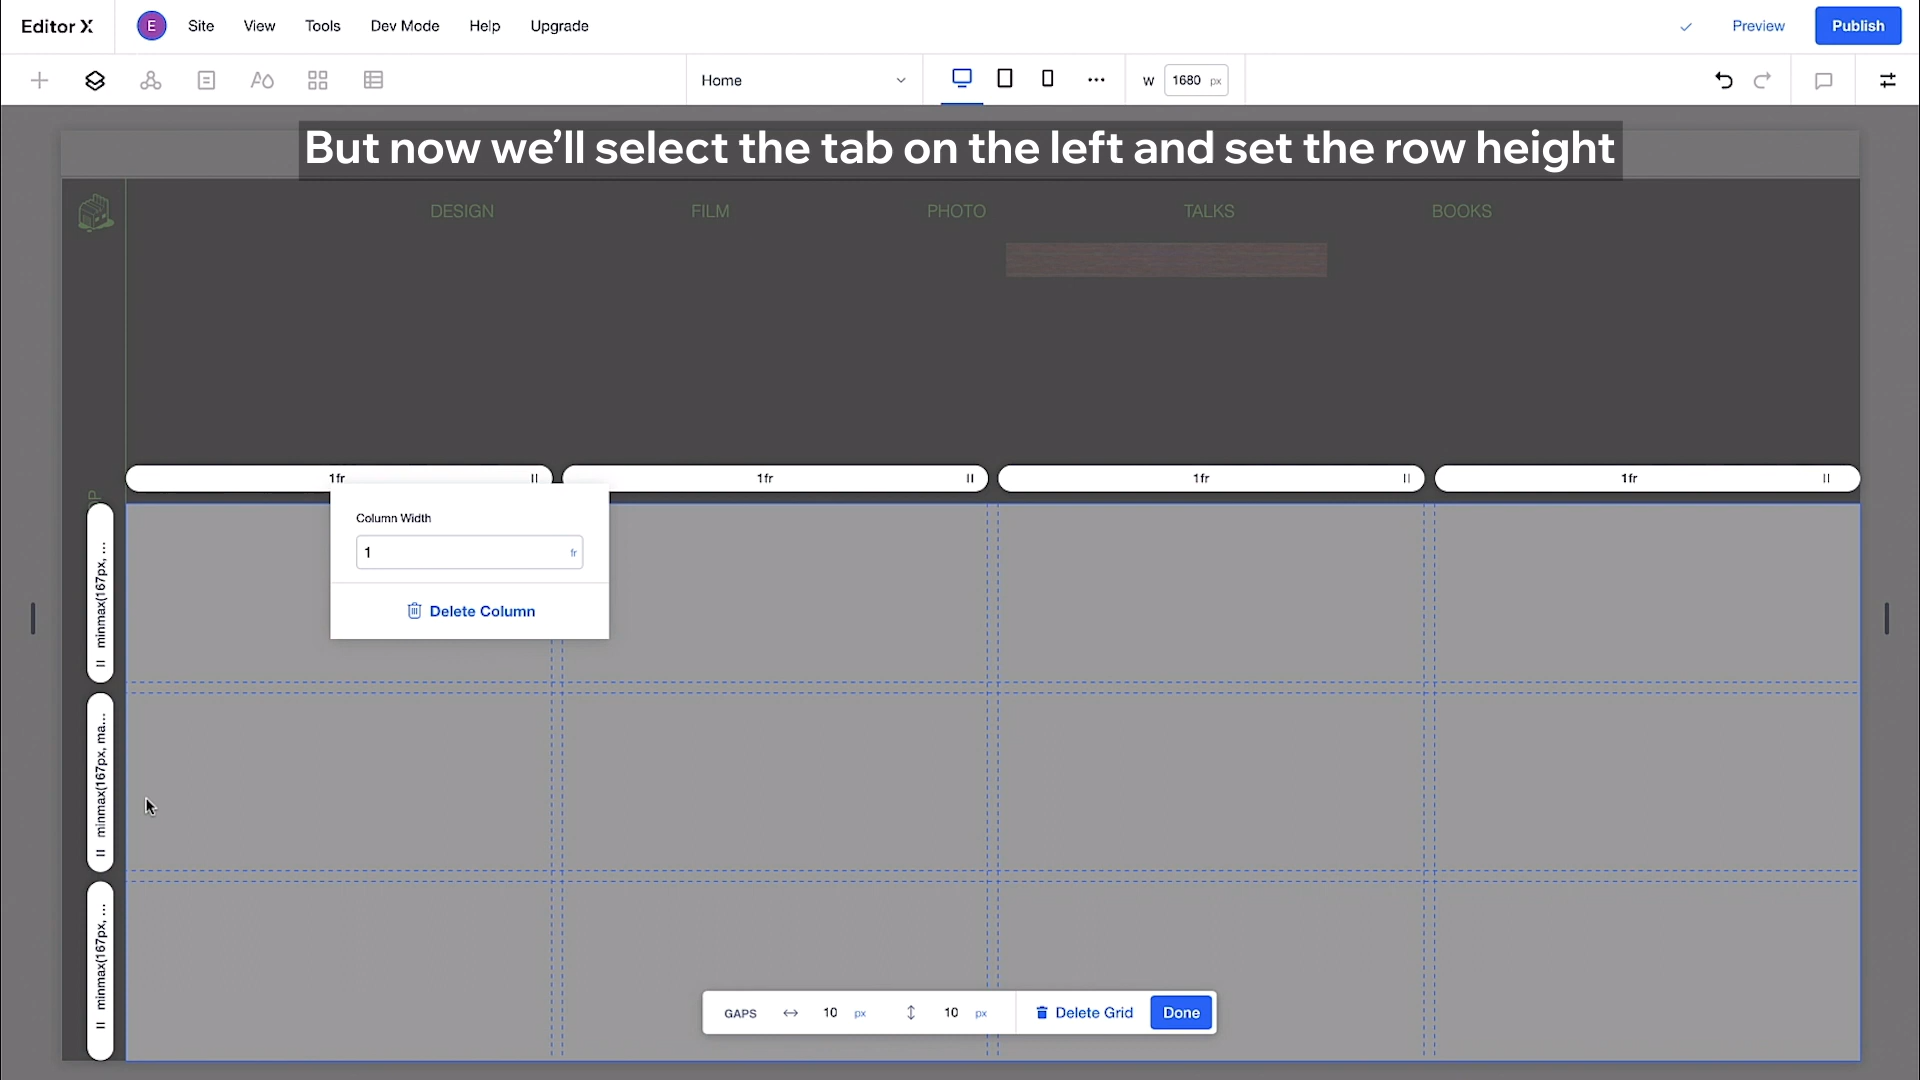 Editor X
E
Site
View
Tools
Dev Mode
Help
Upgrade
Preview
Publish
Home
W 1680 px
But now we’ll select the tab on the left and set the row height
DESIGN
FILM
PHOTO
TALKS
BOOKS
1fr
1fr
1fr
1fr
Column Width
1 fr
Delete Column
minmax(167px, ...
minmax(167px, ma...
minmax(167px, ...
GAPS 10 px 10 px
Delete Grid
Done